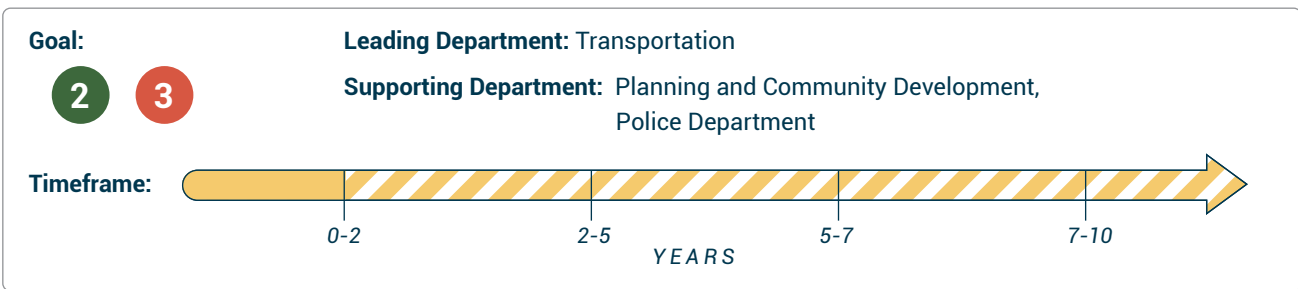 Goal:
Leading Department: Transportation
2 3
Supporting Department: Planning and Community Development,
Police Department
Timeframe:
0-2 2-5 5-7 7-10
YEARS